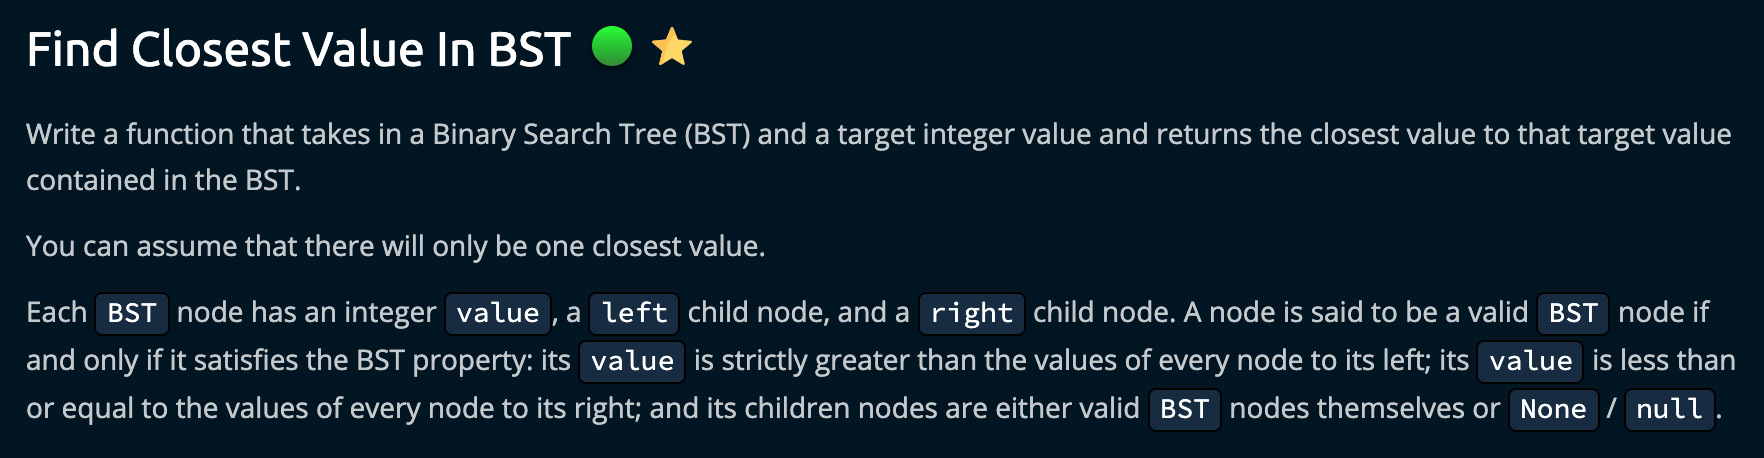 Find Closest Value In BST
Write a function that takes in a Binary Search Tree (BST) and a target integer value and returns the closest value to that target value
contained in the BST.
You can assume that there will only be one closest value.
Each BST node has an integer value, a left child node, and a right child node. A node is said to be a valid BST node if
and only if it satisfies the BST property: its value is strictly greater than the values of every node to its left; its value is less than
or equal to the values of every node to its right; and its children nodes are either valid BST nodes themselves or None / null.